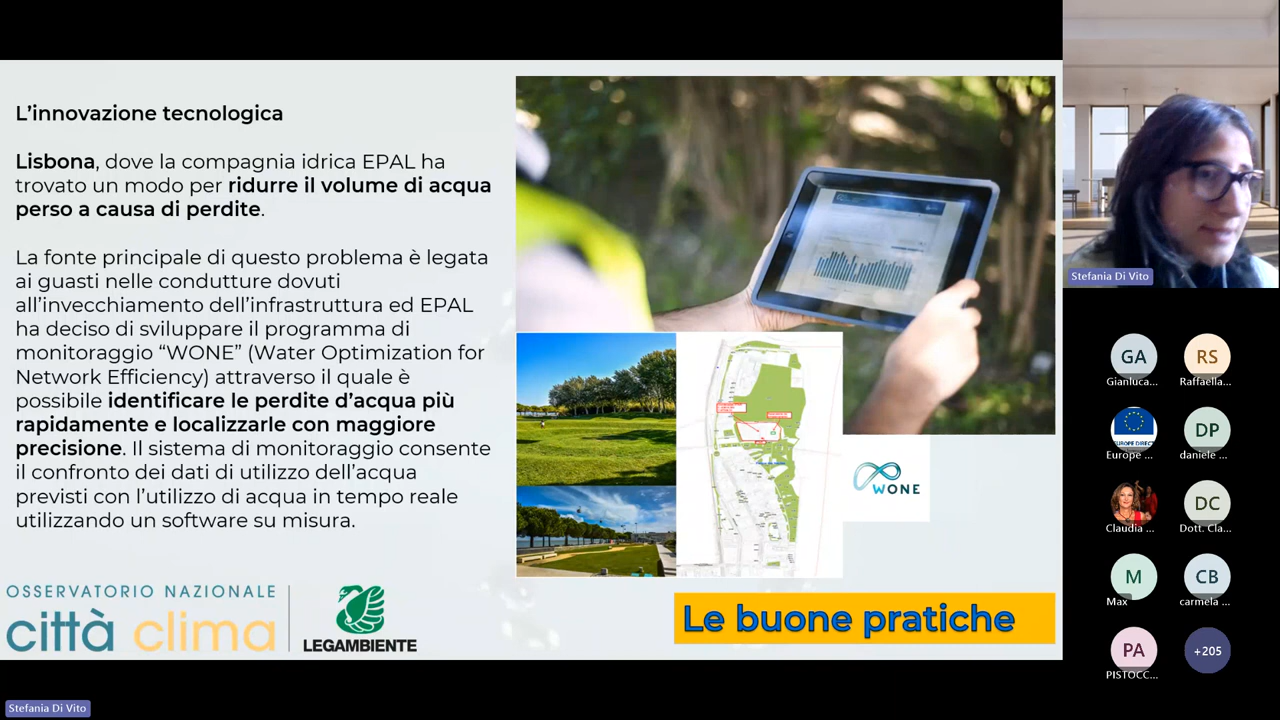 L'innovazione tecnologica
Lisbona, dove la compagnia idrica EPAL ha
trovato un modo per ridurre il volume di acqua
perso a causa di perdite.
La fonte principale di questo problema è legata
ai guasti nelle condutture dovuti
all'invecchiamento dell'infrastruttura ed EPAL
ha deciso di sviluppare il programma di
monitoraggio “WONE” (Water Optimization for
Network Efficiency) attraverso il quale è
possibile identificare le perdite d'acqua più
rapidamente e localizzarle con maggiore
precisione. Il sistema di monitoraggio consente
il confronto dei dati di utilizzo dell'acqua
previsti con l'utilizzo di acqua in tempo reale
utilizzando un software su misura.
WONE
OSSERVATORIO NAZIONALE
città clima
LEGAMBIENTE
Le buone pratiche
Stefania Di Vito
Stefania Di Vito
GA
Gianluca...
RS
Raffaella...
EUROPE DIRECT
Europe ...
DP
daniele ...
Claudia ...
DC
Dott. Cla...
M
Max
CB
carmela ...
PA
PISTOCC...
+205